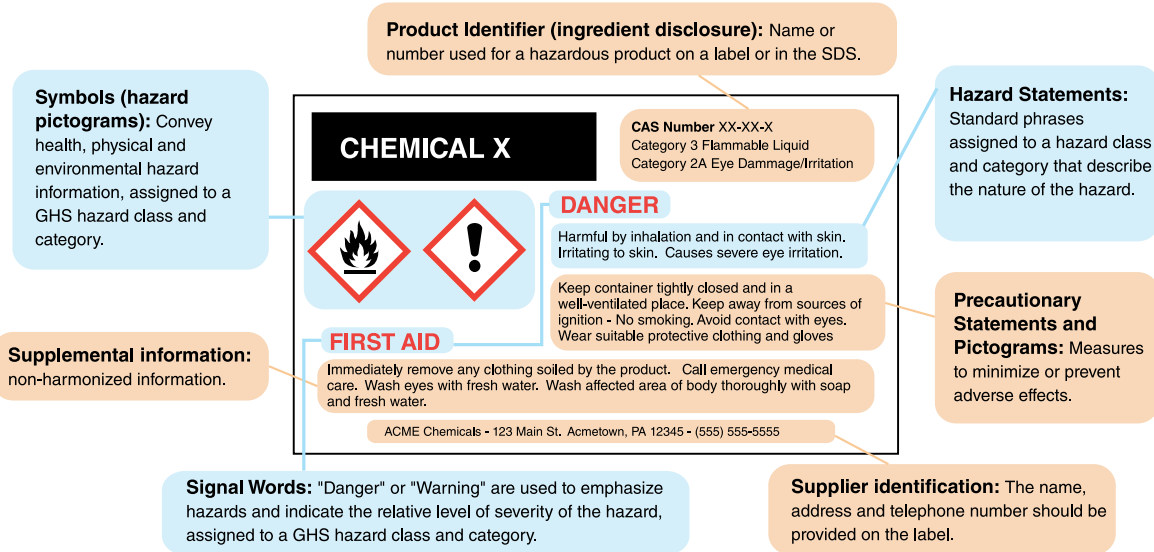 Product Identifier (ingredient disclosure): Name or
number used for a hazardous product on a label or in the SDS.
Symbols (hazard
pictograms): Convey
health, physical and
environmental hazard
information, assigned to a
GHS hazard class and
category.
CHEMICAL X
CAS Number XX-XX-X
Category 3 Flammable Liquid
Category 2A Eye Dammage/Irritation
Hazard Statements:
Standard phrases
assigned to a hazard class
and category that describe
the nature of the hazard.
DANGER
Harmful by inhalation and in contact with skin.
Irritating to skin. Causes severe eye irritation.
Keep container tightly closed and in a
well-ventilated place. Keep away from sources of
ignition - No smoking. Avoid contact with eyes.
Wear suitable protective clothing and gloves
Precautionary
Statements and
Pictograms: Measures
to minimize or prevent
adverse effects.
FIRST AID
Immediately remove any clothing soiled by the product. Call emergency medical
care. Wash eyes with fresh water. Wash affected area of body thoroughly with soap
and fresh water.
Supplemental information:
non-harmonized information.
ACME Chemicals - 123 Main St. Acmetown, PA 12345 - (555) 555-5555
Signal Words: "Danger" or "Warning" are used to emphasize
hazards and indicate the relative level of severity of the hazard,
assigned to a GHS hazard class and category.
Supplier identification: The name,
address and telephone number should be
provided on the label.